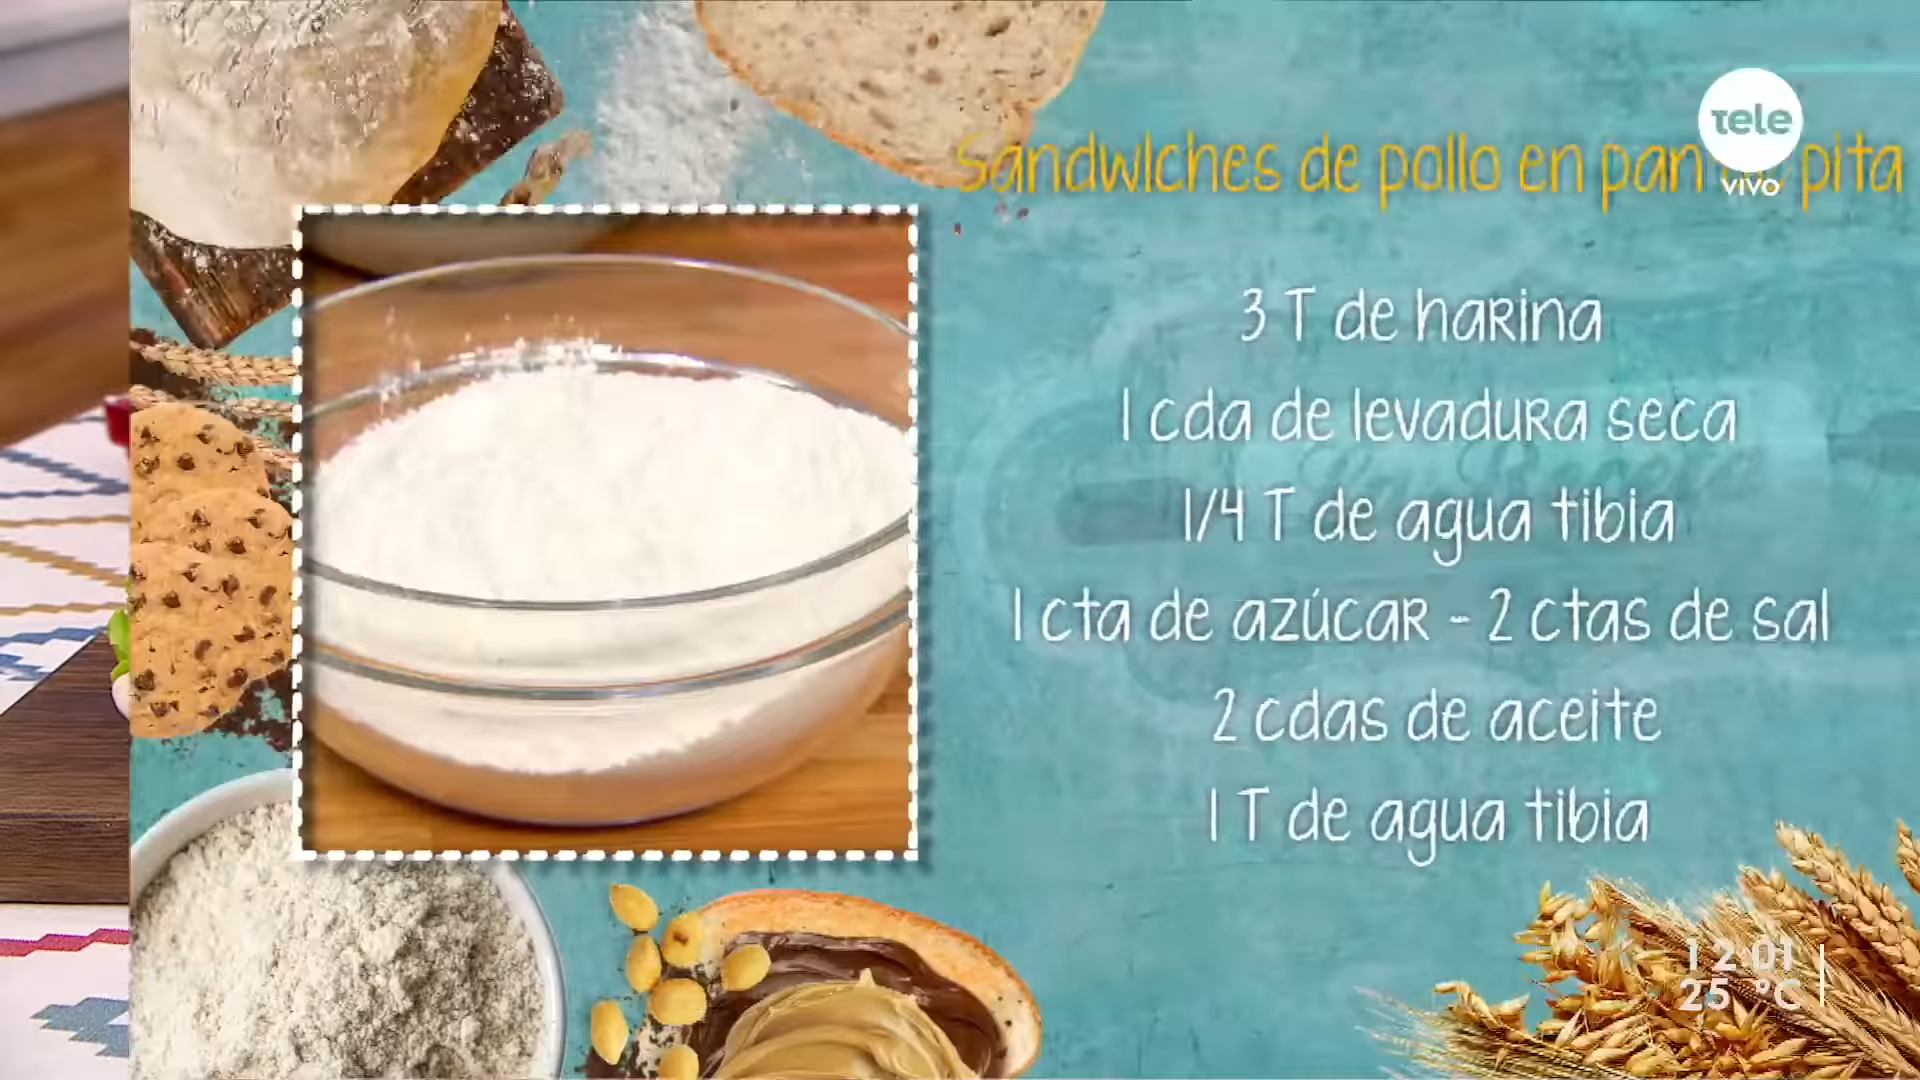 tele
VIVO
Sandwiches de pollo en pan pita
3 T de harina
1 cda de levadura seca
1/4 T de agua tibia
1 cta de azúcar - 2 ctas de sal
2 cdas de aceite
1 T de agua tibia
12:01
25 °C